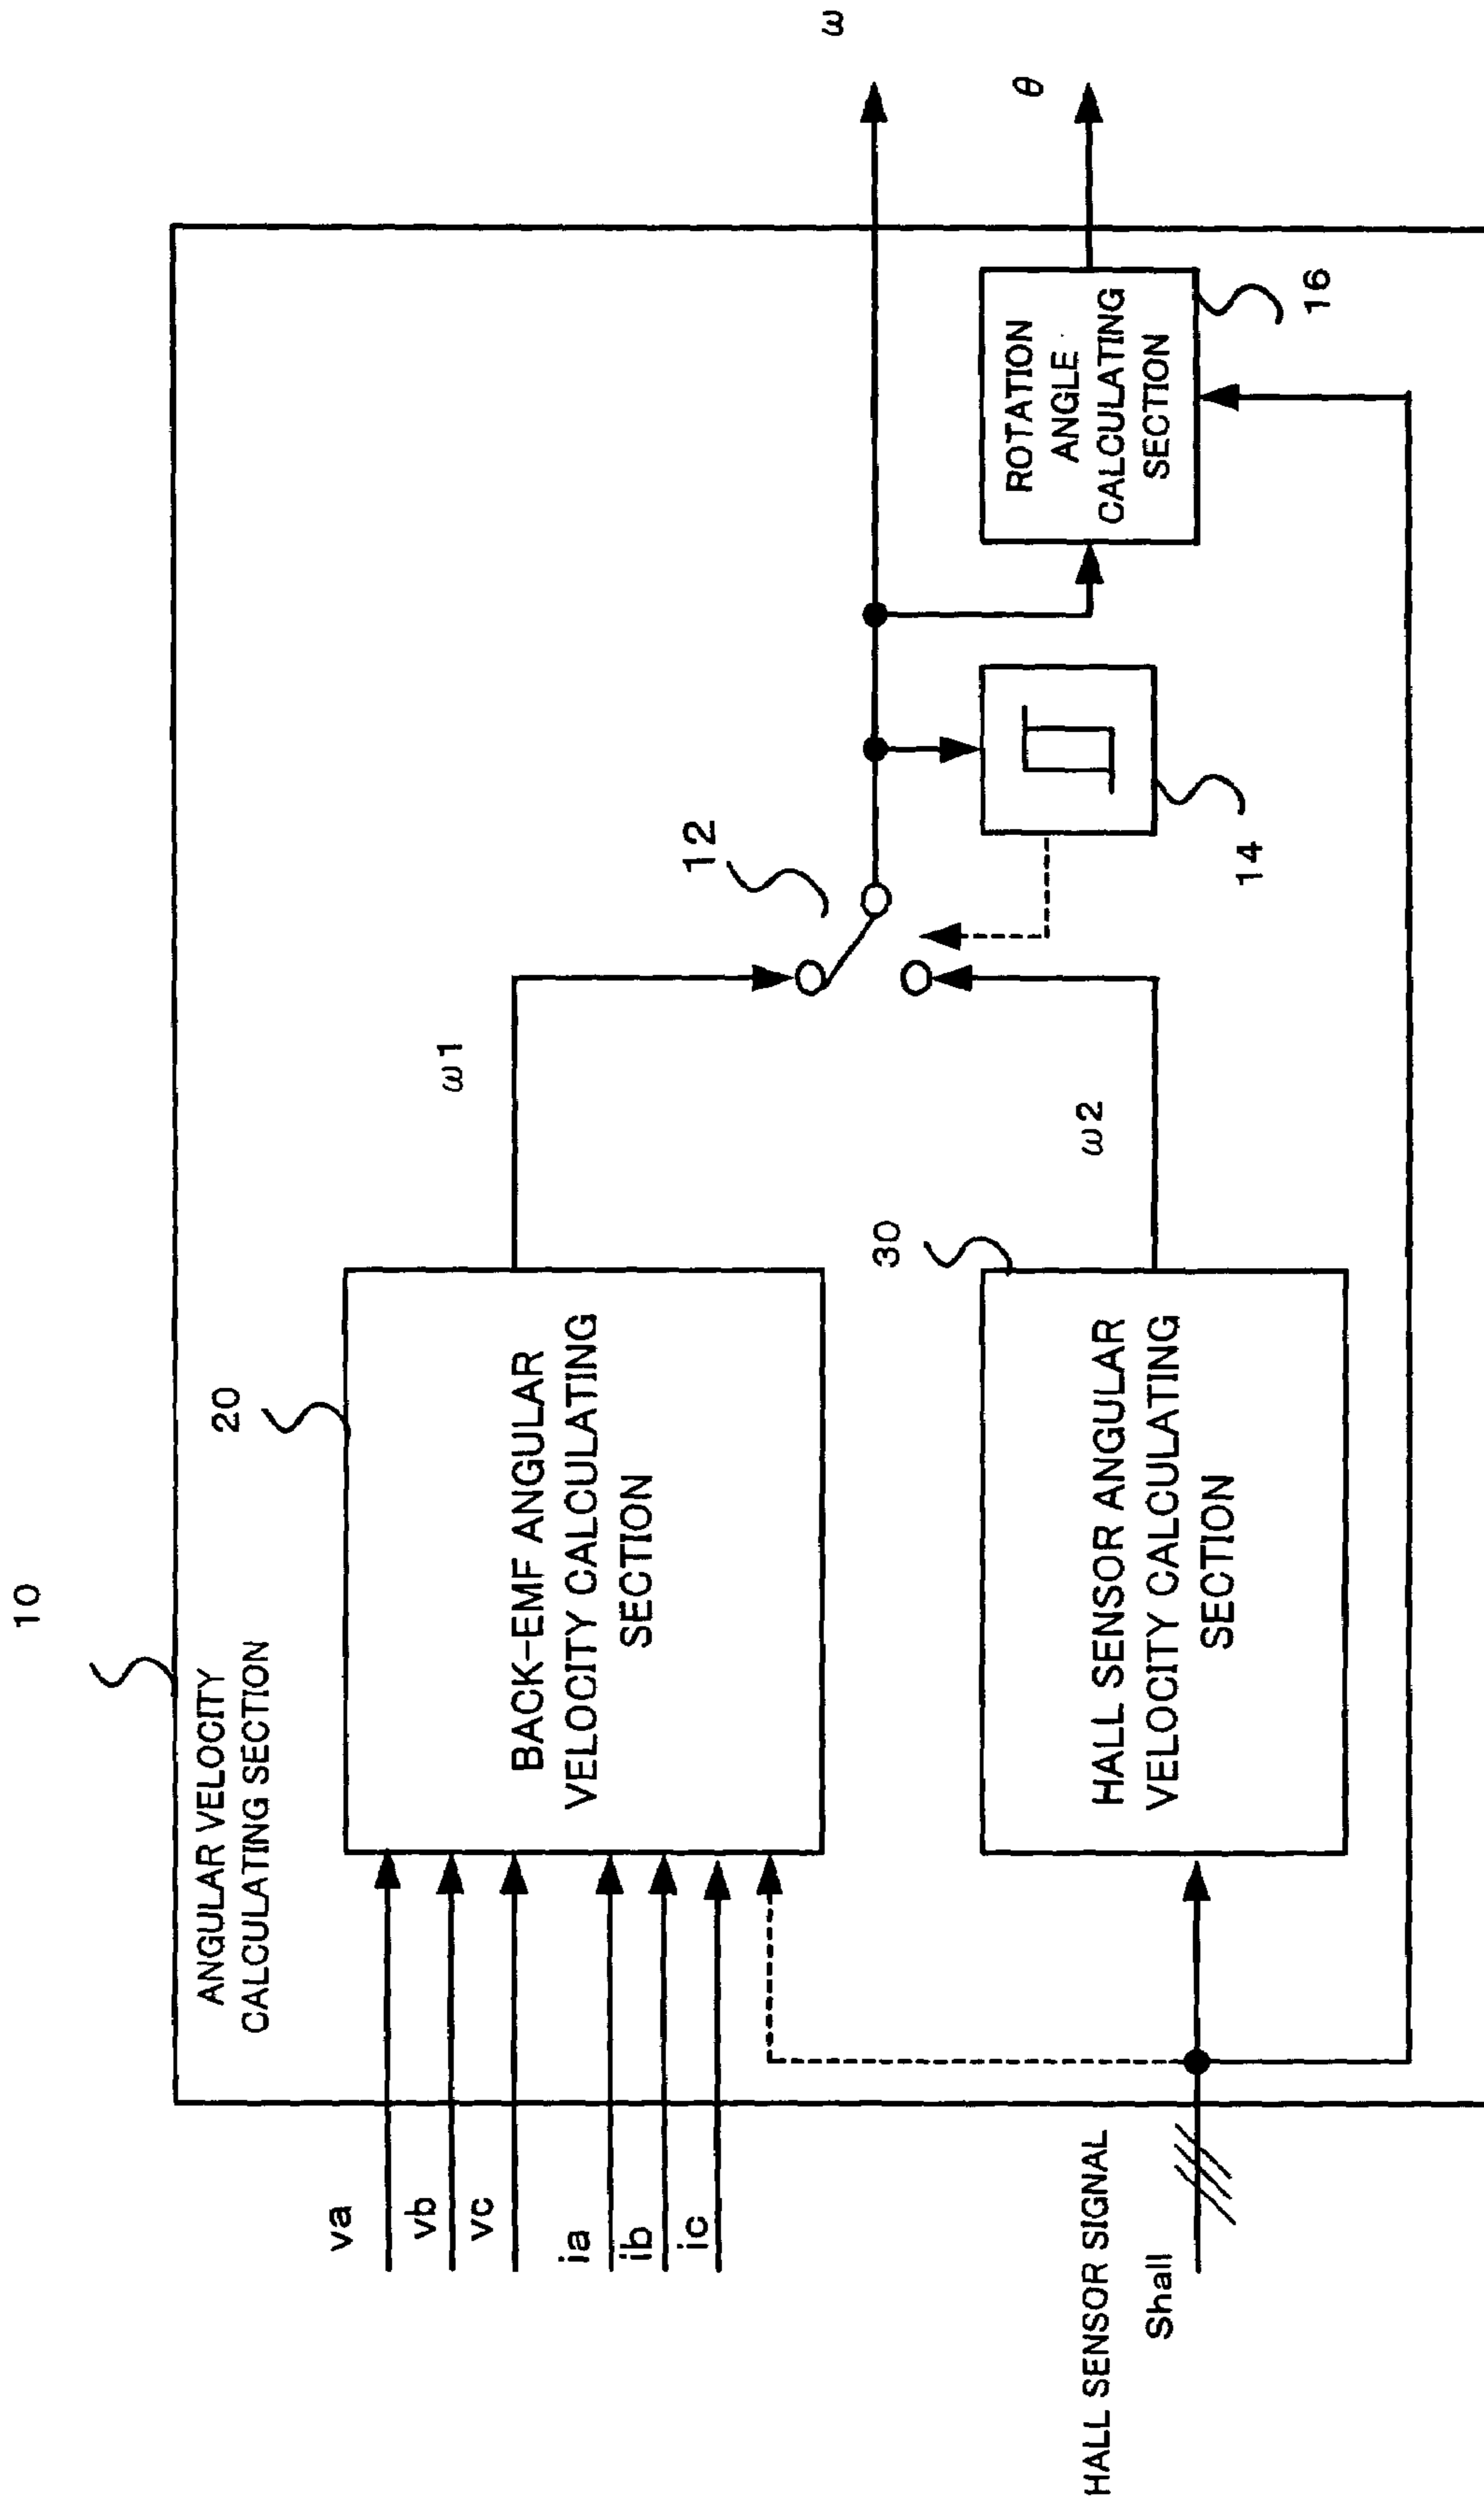 10
ANGULAR VELOCITY
CALCULATING SECTION
va
vb
vc
ia
ib
ic
20
BACK-EMF ANGULAR
VELOCITY CALCULATING
SECTION
ω1
12
ω
HALL SENSOR SIGNAL
Shall
30
HALL SENSOR ANGULAR
VELOCITY CALCULATING
SECTION
ω2
14
ROTATION
ANGLE
CALCULATING
SECTION
16
θ